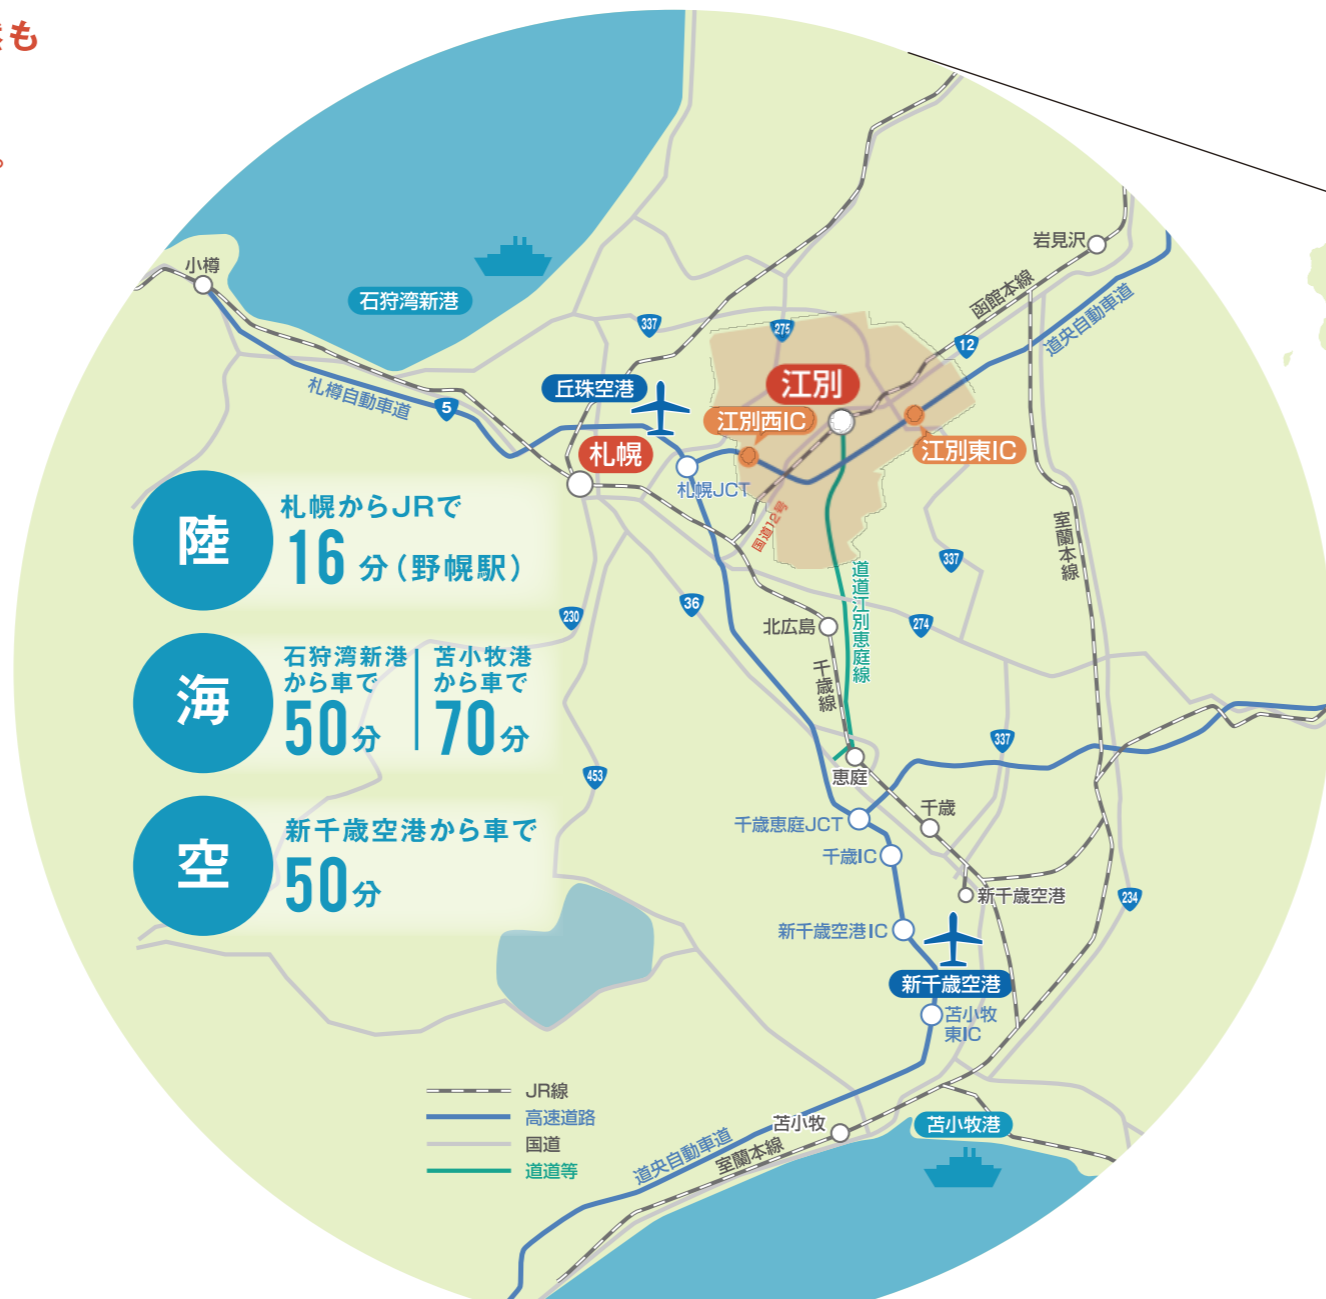 も
。
岩見沢
小樽
函館本線
石狩湾新港
道央自動車道
337
275
12
江別
丘珠空港
札樽自動車道
5
江別西IC
札幌
江別東IC
札幌JCT
陸
札幌からJRで
16分(野幌駅)
国道12号
室蘭本線
337
道道江別恵庭線
230
36
274
北広島
海
石狩湾新港
から車で
50分
苫小牧港
から車で
70分
千歳線
337
恵庭
453
千歳
千歳恵庭JCT
空
新千歳空港から車で
50分
千歳IC
新千歳空港
234
新千歳空港IC
新千歳空港
苫小牧
東IC
JR線
高速道路
国道
道道等
苫小牧
苫小牧港
道央自動車道
室蘭本線